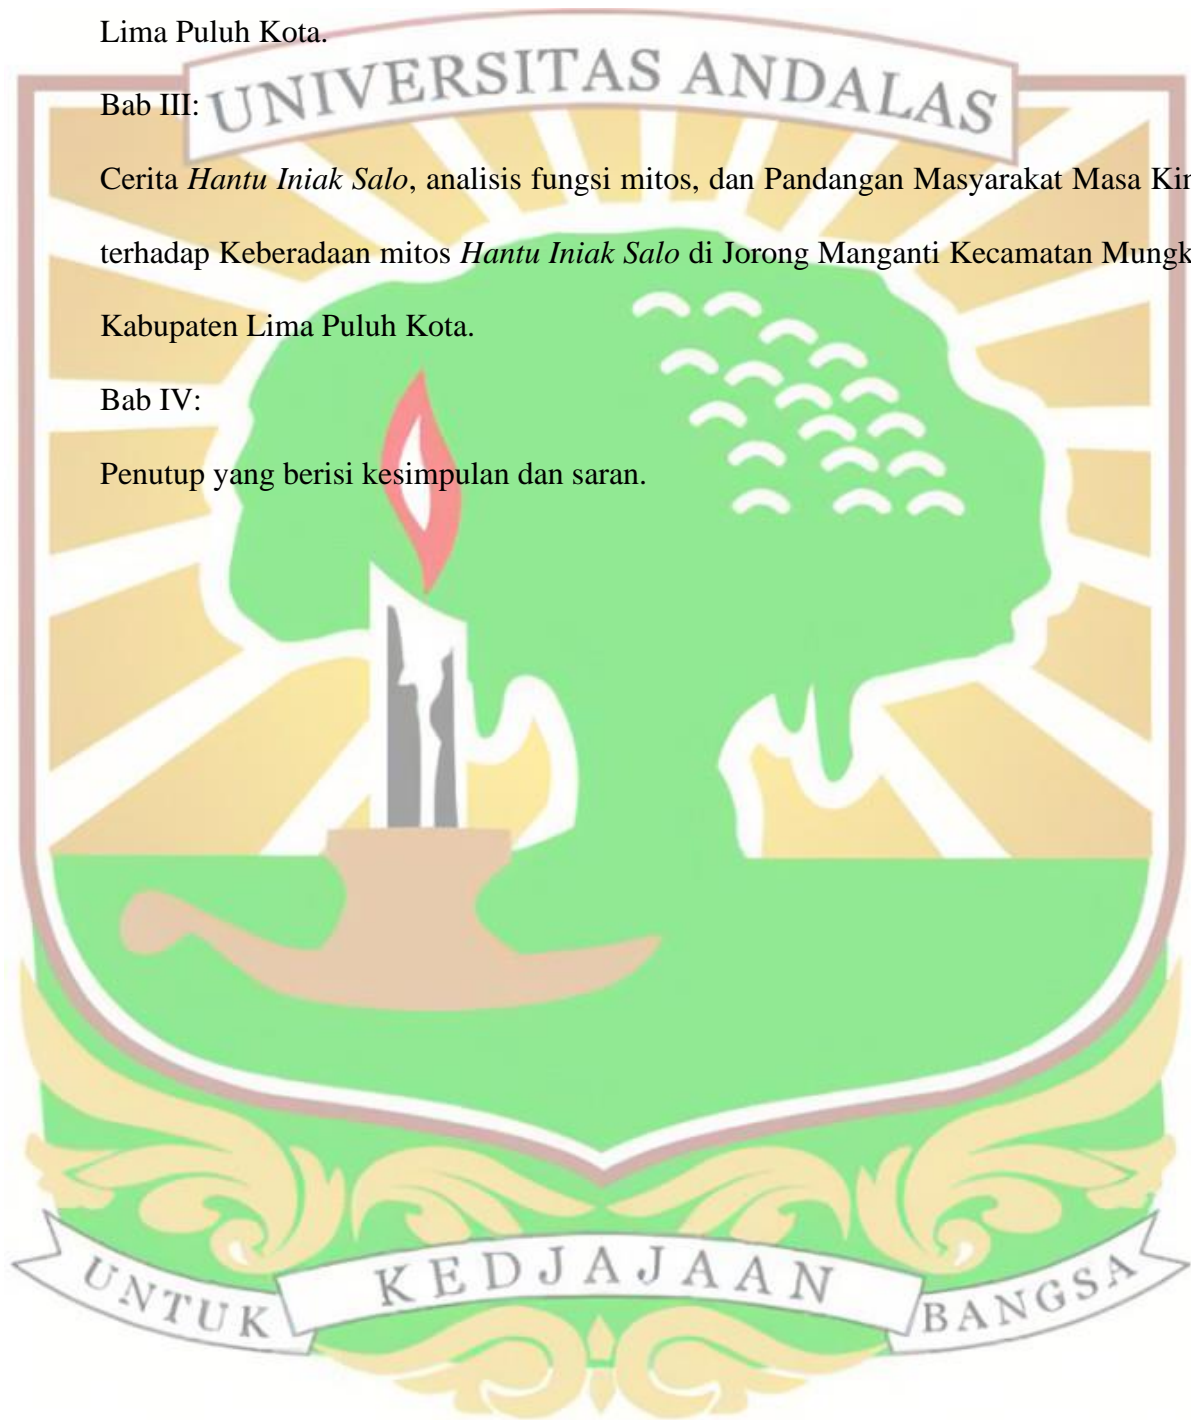 Lima Puluh Kota.
UNIVERSITAS ANDALAS
Bab III:
Cerita Hantu Iniak Salo, analisis fungsi mitos, dan Pandangan Masyarakat Masa
terhadap Keberadaan mitos Hantu Iniak Salo di Jorong Manganti Kecamatan
Kabupaten Lima Puluh Kota.
Bab IV:
Penutup yang berisi kesimpulan dan saran.
UNTUK KEDJAJAAN BANGSA